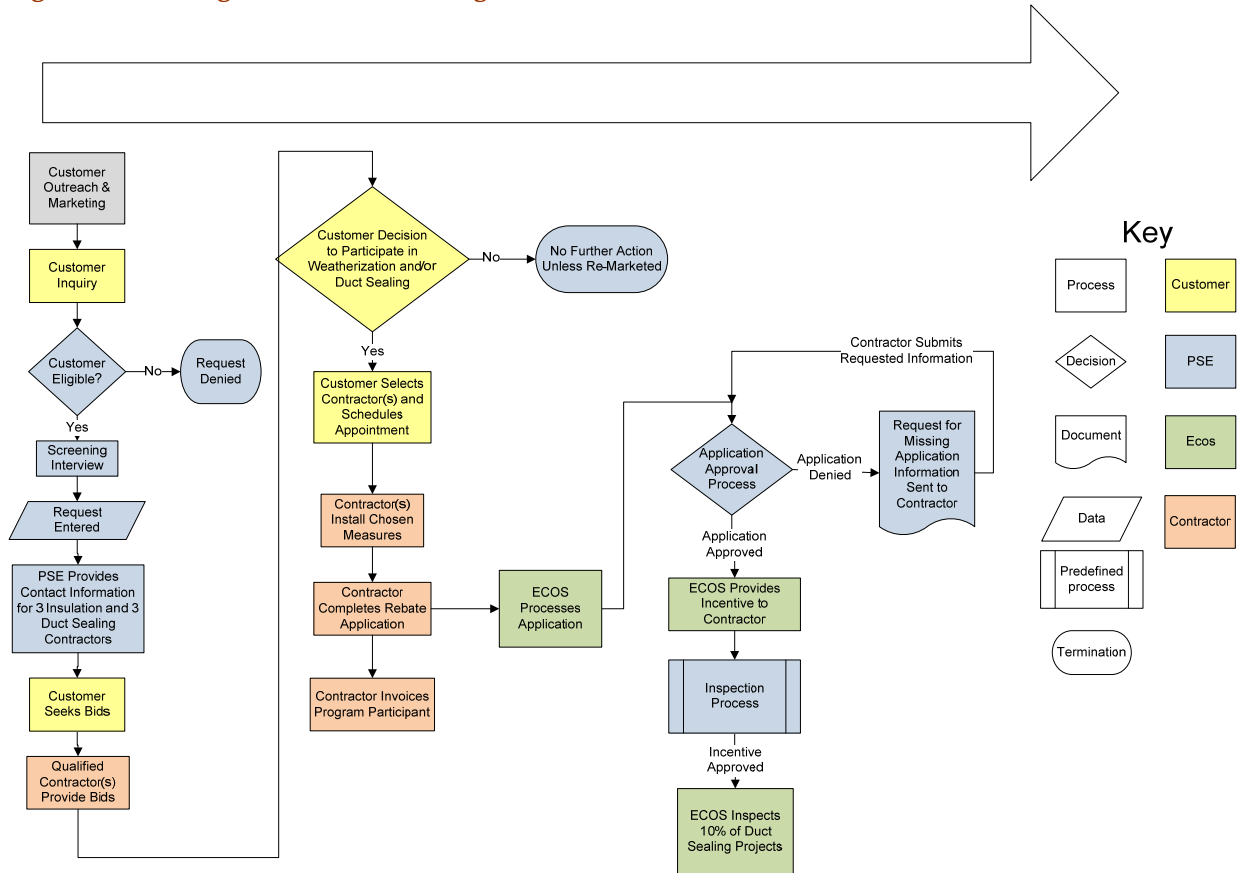 Customer
Outreach &
Marketing
Customer
Inquiry
Customer
Eligible?
No
Request
Denied
Yes
Screening
Interview
Request
Entered
PSE Provides
Contact Information
for 3 Insulation and 3
Duct Sealing
Contractors
Customer
Seeks Bids
Qualified
Contractor(s)
Provide Bids
Customer Decision
to Participate in
Weatherization and/or
Duct Sealing
No
No Further Action
Unless Re-Marketed
Yes
Customer Selects
Contractor(s) and
Schedules
Appointment
Contractor(s)
Install Chosen
Measures
Contractor
Completes Rebate
Application
Contractor Invoices
Program Participant
ECOS
Processes
Application
Contractor Submits
Requested Information
Application
Approval
Process
Application
Denied
Request for
Missing
Application
Information
Sent to
Contractor
Application
Approved
ECOS Provides
Incentive to
Contractor
Inspection
Process
Incentive
Approved
ECOS Inspects
10% of Duct
Sealing Projects
Key
Process
Customer
Decision
PSE
Document
Ecos
Data
Contractor
Predefined
process
Termination